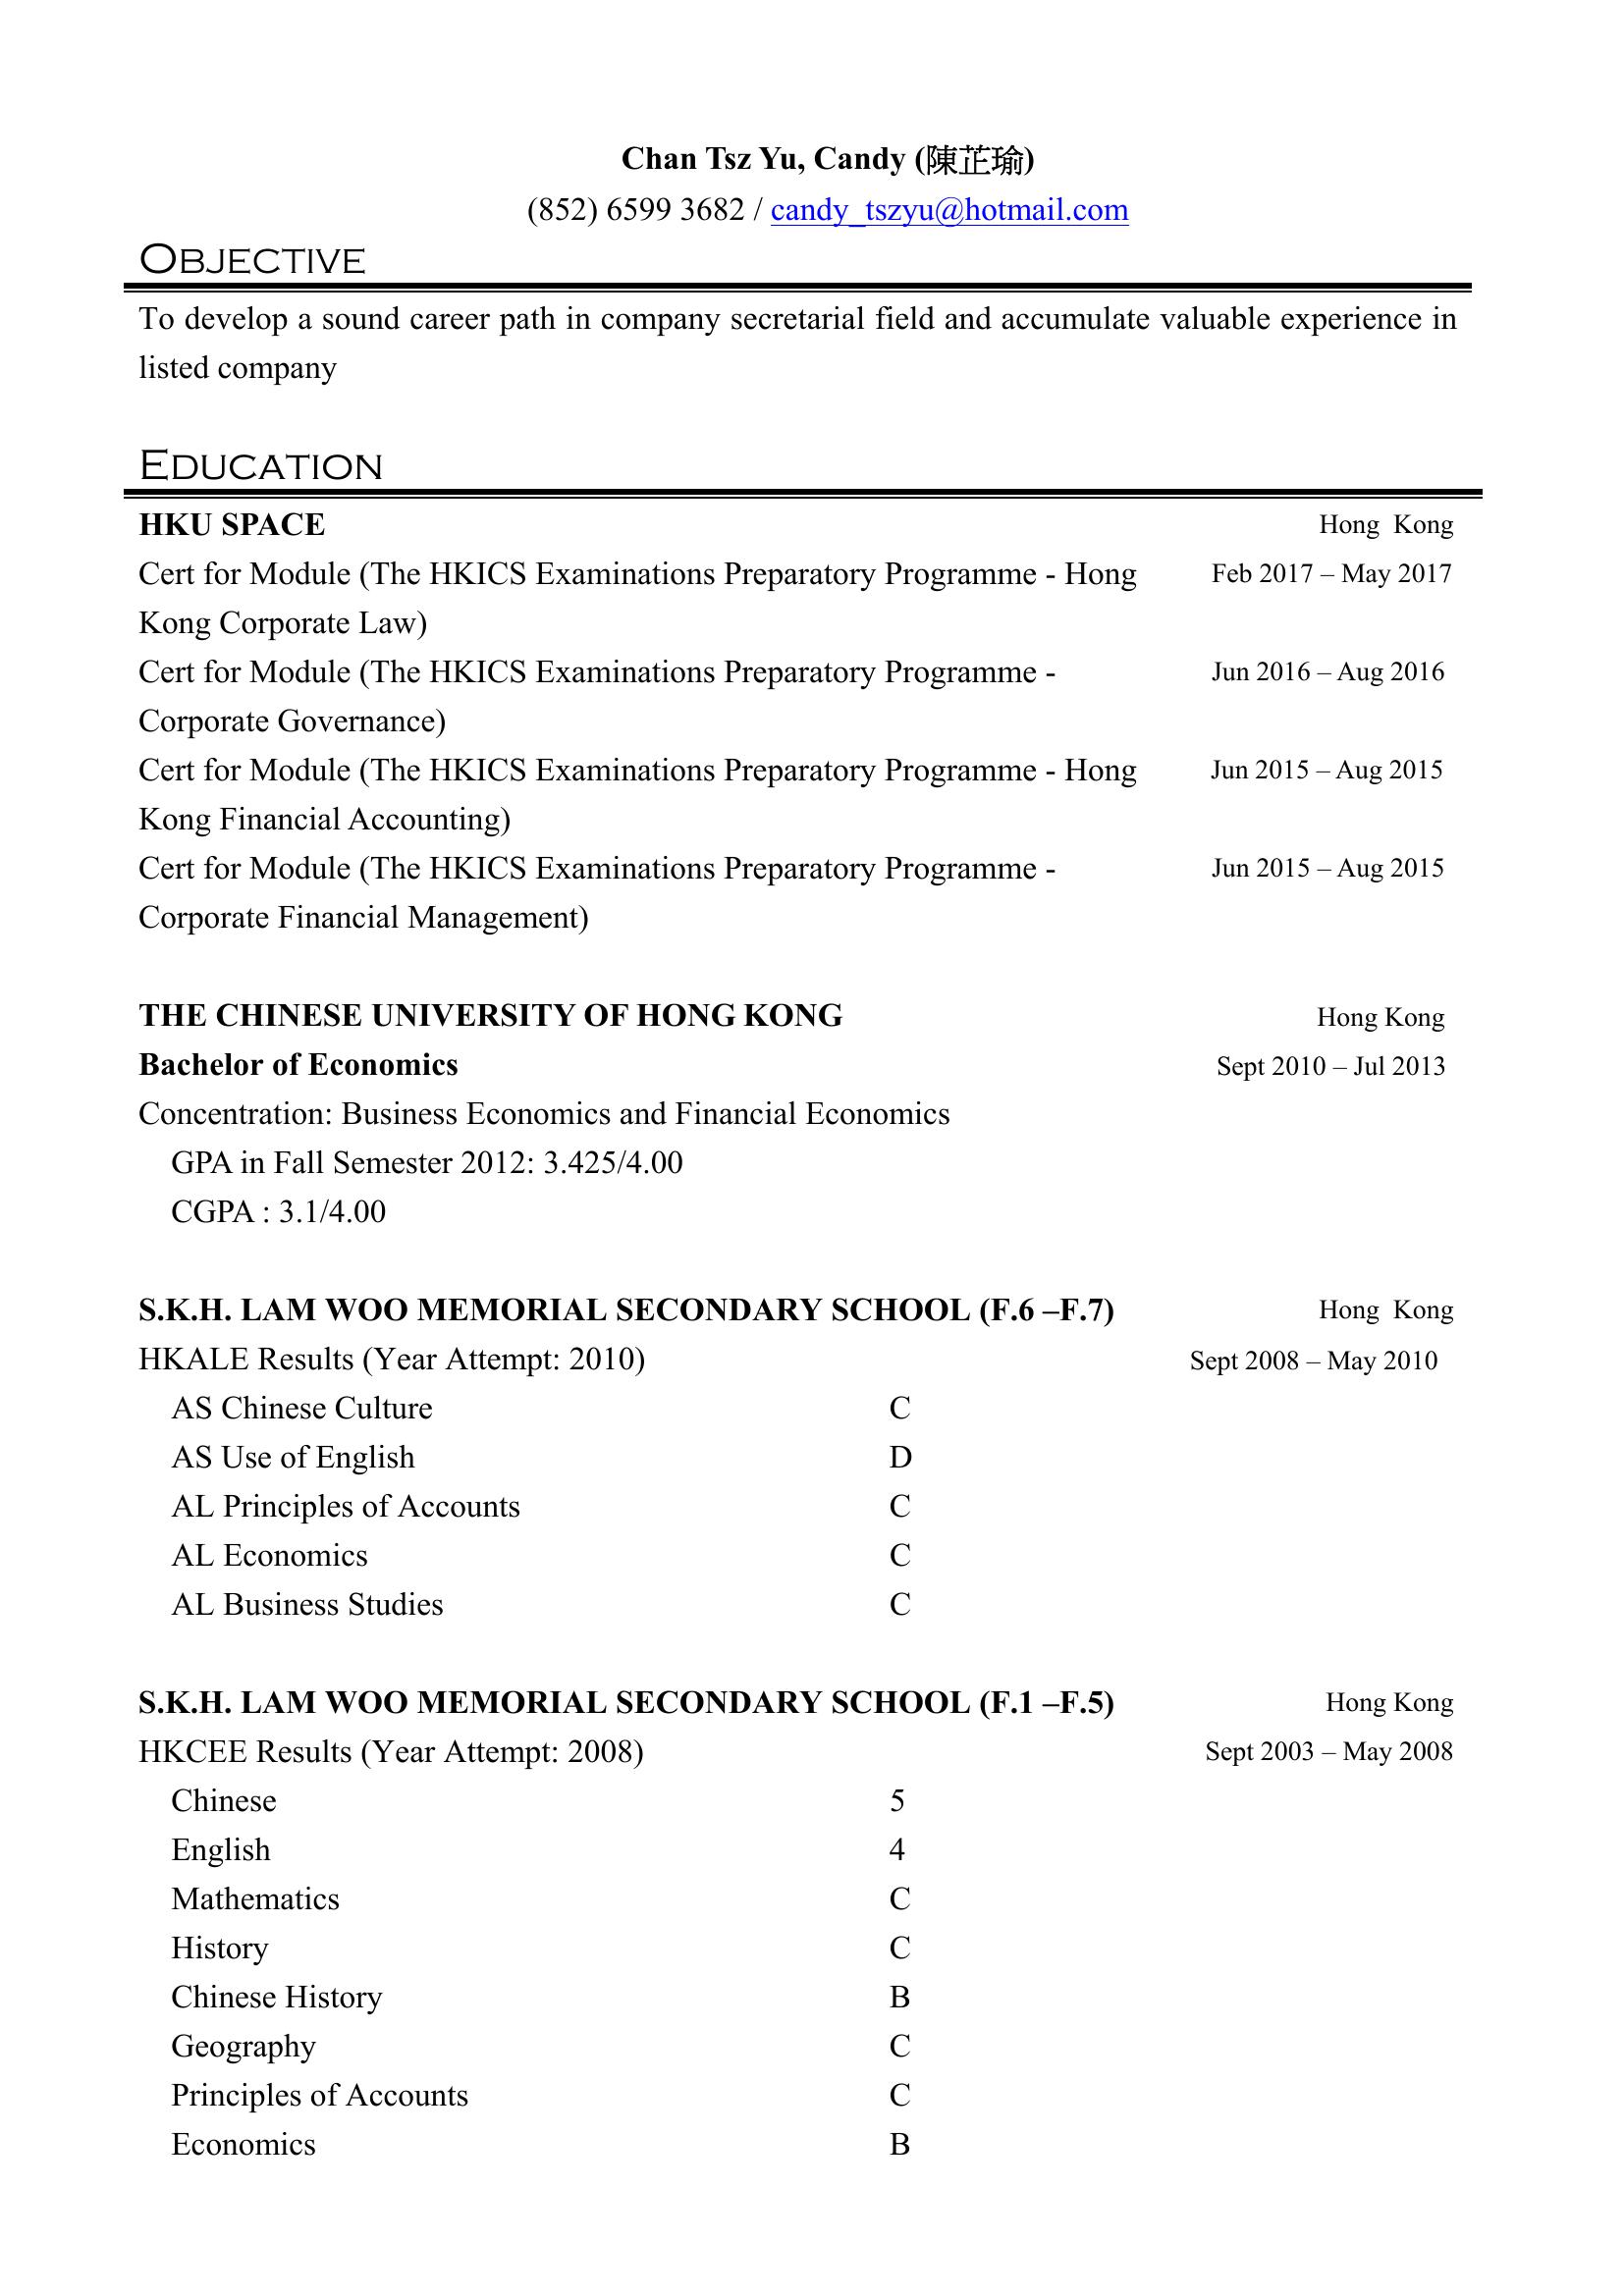 Chan Tsz Yu, Candy (陳芷瑜)
(852) 6599 3682 / candy_tszyu@hotmail.com
OBJECTIVE
To develop a sound career path in company secretarial field and accumulate valuable experience in
listed company
EDUCATION
HKU SPACE Hong Kong
Cert for Module (The HKICS Examinations Preparatory Programme - Hong Feb 2017 – May 2017
Kong Corporate Law)
Cert for Module (The HKICS Examinations Preparatory Programme - Jun 2016 – Aug 2016
Corporate Governance)
Cert for Module (The HKICS Examinations Preparatory Programme - Hong Jun 2015 – Aug 2015
Kong Financial Accounting)
Cert for Module (The HKICS Examinations Preparatory Programme - Jun 2015 – Aug 2015
Corporate Financial Management)
THE CHINESE UNIVERSITY OF HONG KONG Hong Kong
Bachelor of Economics Sept 2010 – Jul 2013
Concentration: Business Economics and Financial Economics
GPA in Fall Semester 2012: 3.425/4.00
CGPA : 3.1/4.00
S.K.H. LAM WOO MEMORIAL SECONDARY SCHOOL (F.6 –F.7) Hong Kong
HKALE Results (Year Attempt: 2010) Sept 2008 – May 2010
AS Chinese Culture C
AS Use of English D
AL Principles of Accounts C
AL Economics C
AL Business Studies C
S.K.H. LAM WOO MEMORIAL SECONDARY SCHOOL (F.1 –F.5) Hong Kong
HKCEE Results (Year Attempt: 2008) Sept 2003 – May 2008
Chinese 5
English 4
Mathematics C
History C
Chinese History B
Geography C
Principles of Accounts C
Economics B